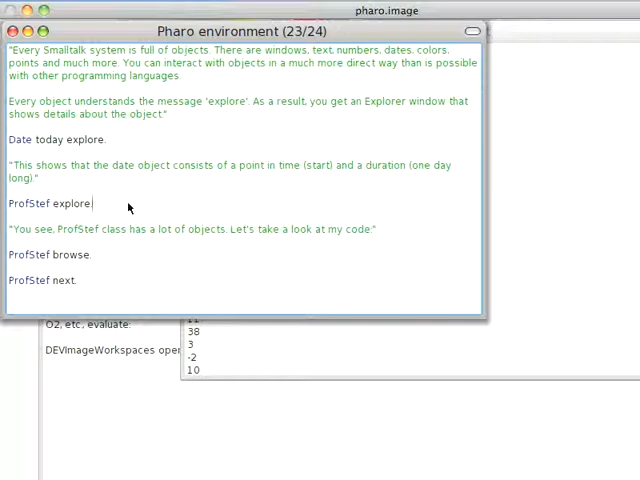 pharo.image
Pharo environment (23/24)
"Every Smalltalk system is full of objects. There are windows, text, numbers, dates, colors,
points and much more. You can interact with objects in a much more direct way than is possible
with other programming languages.
Every object understands the message 'explore'. As a result, you get an Explorer window that
shows details about the object."
Date today explore.
"This shows that the date object consists of a point in time (start) and a duration (one day
long)."
ProfStef explore
"You see, ProfStef class has a lot of objects. Let's take a look at my code:"
ProfStef browse.
ProfStef next.
O2, etc, evaluate:
DEVImageWorkspaces oper
38
3
-2
10